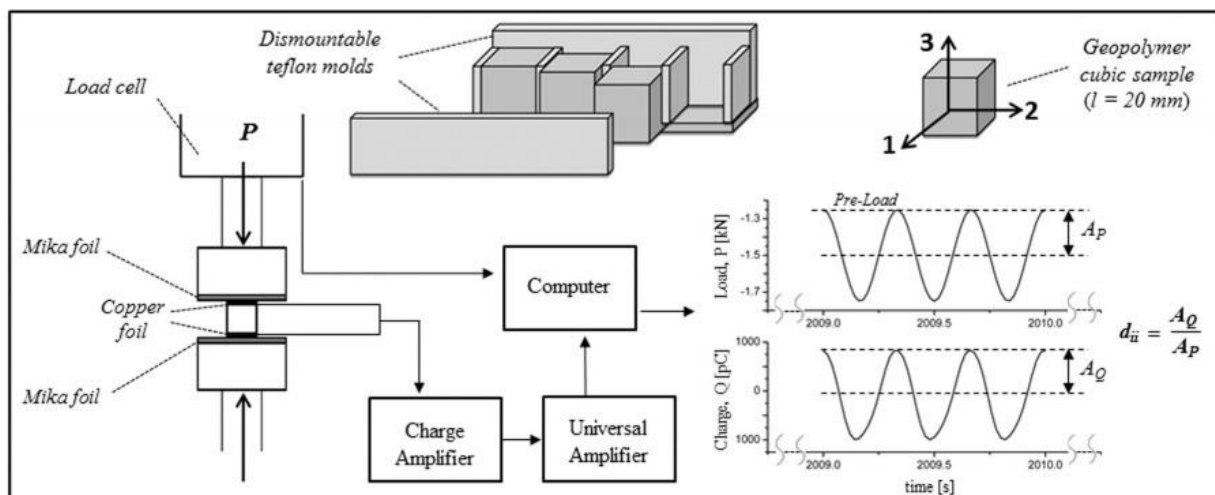 Dismountable
teflon molds
Load cell
P
3
2
1
Geopolymer
cubic sample
(l = 20 mm)
Mika foil
Copper
foil
Mika foil
Computer
Charge
Amplifier
Universal
Amplifier
Pre-Load
Load, P [kN]
-1.3
-1.5
-1.7
A_P
2009.0
2009.5
2010.0
Charge, Q [pC]
1000
0
1000
A_Q
2009.0
2009.5
2010.0
time [s]
d_ii = A_Q / A_P